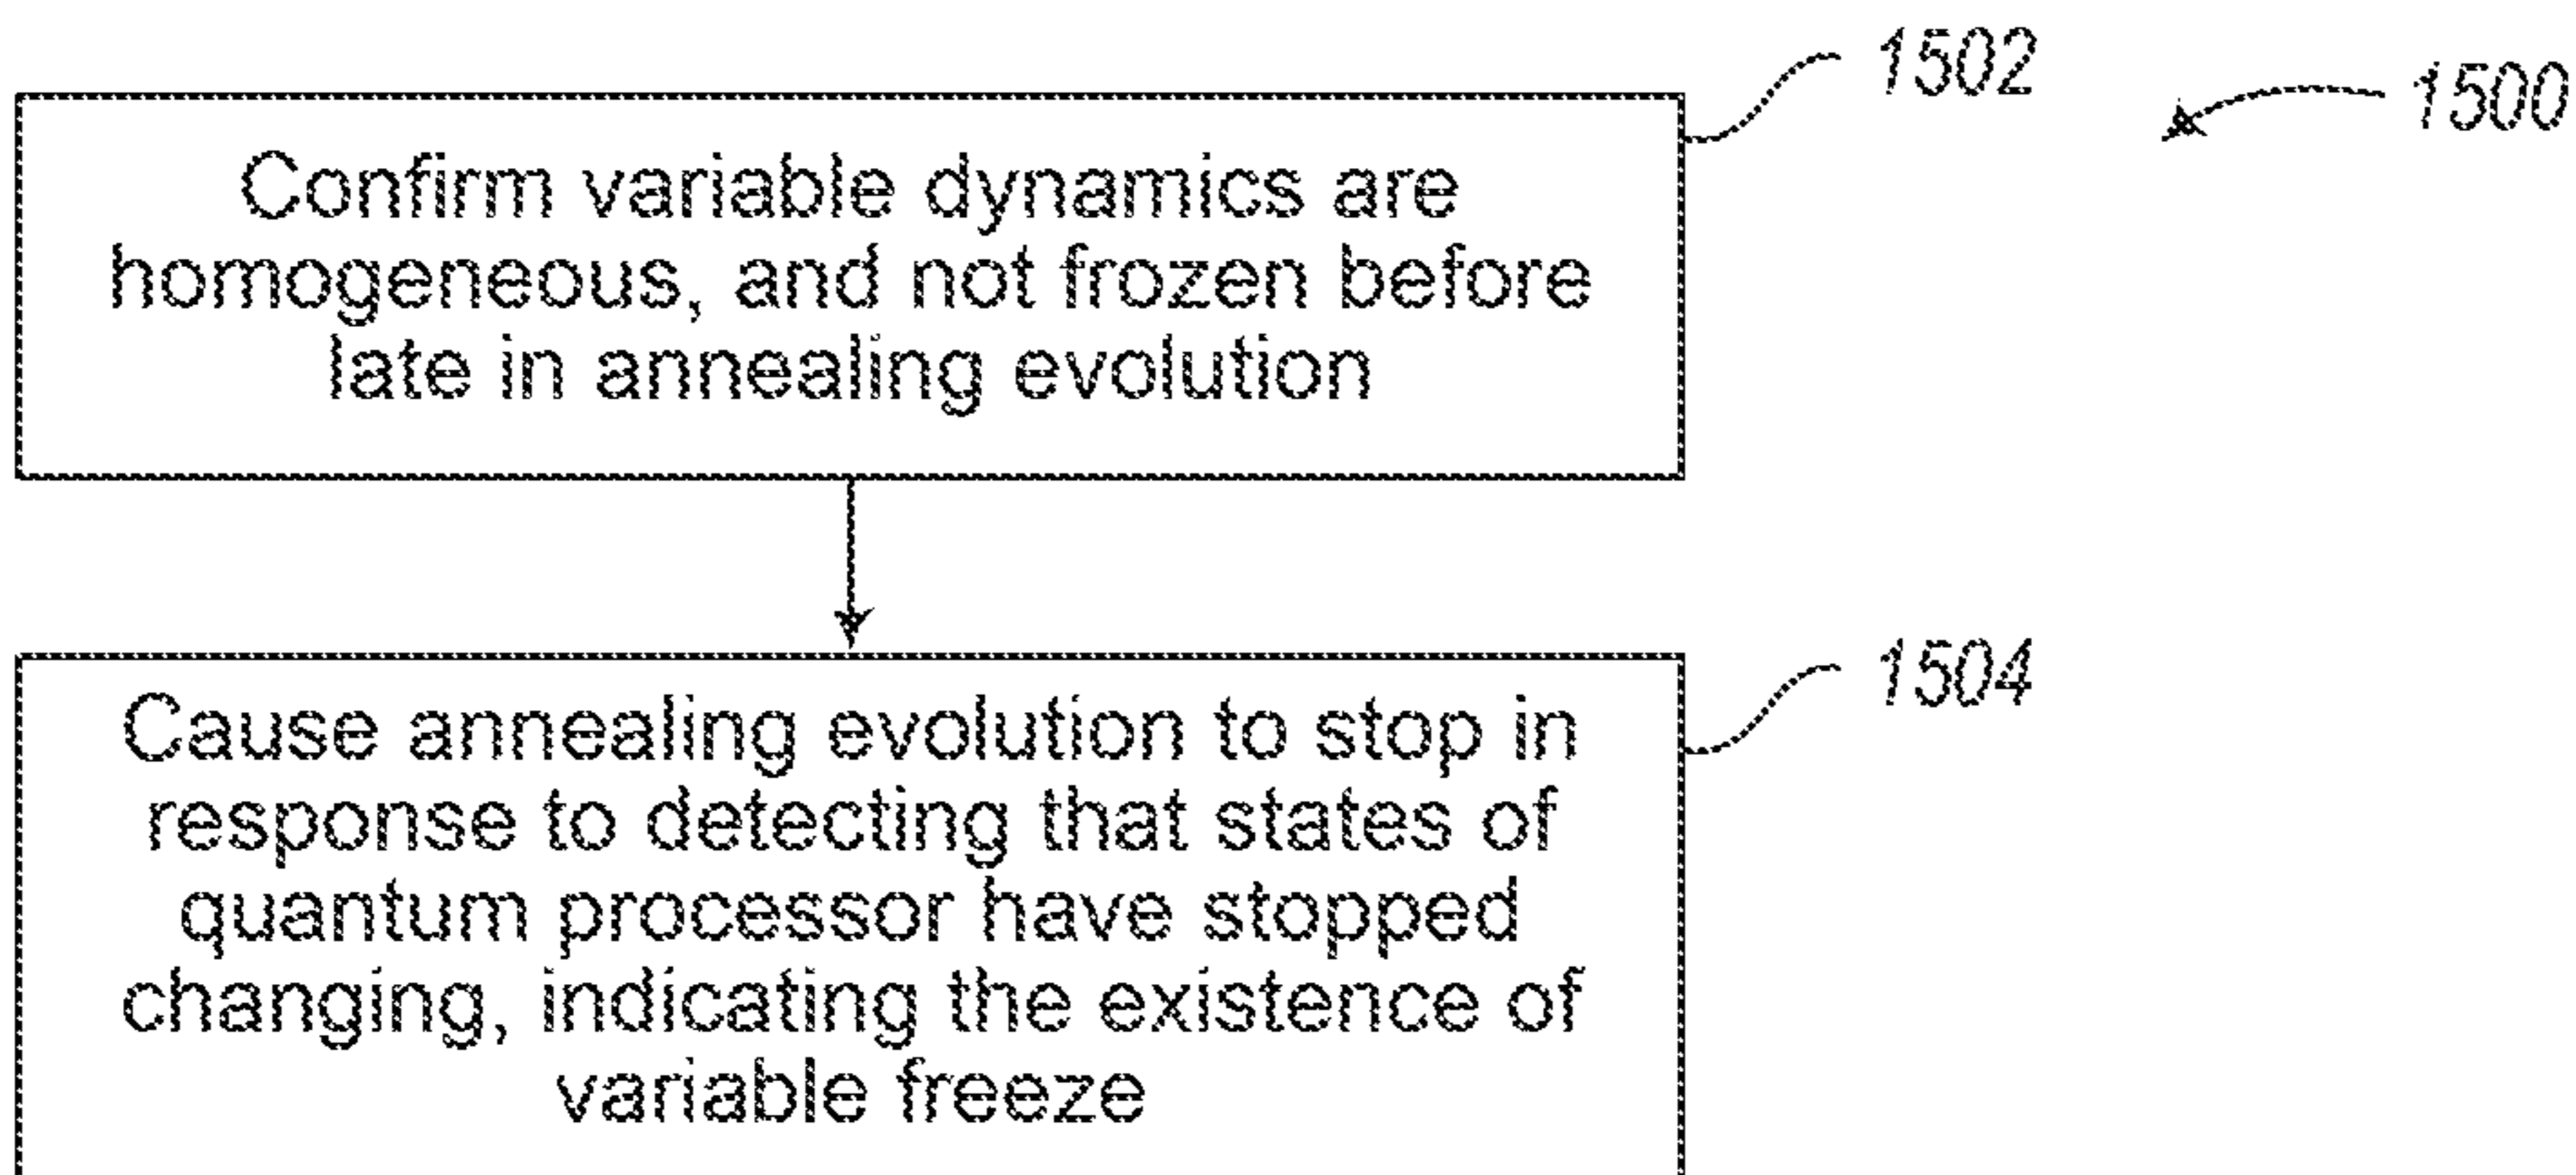 1502
1500
Confirm variable dynamics are
homogeneous, and not frozen before
late in annealing evolution
1504
Cause annealing evolution to stop in
response to detecting that states of
quantum processor have stopped
changing, indicating the existence of
variable freeze